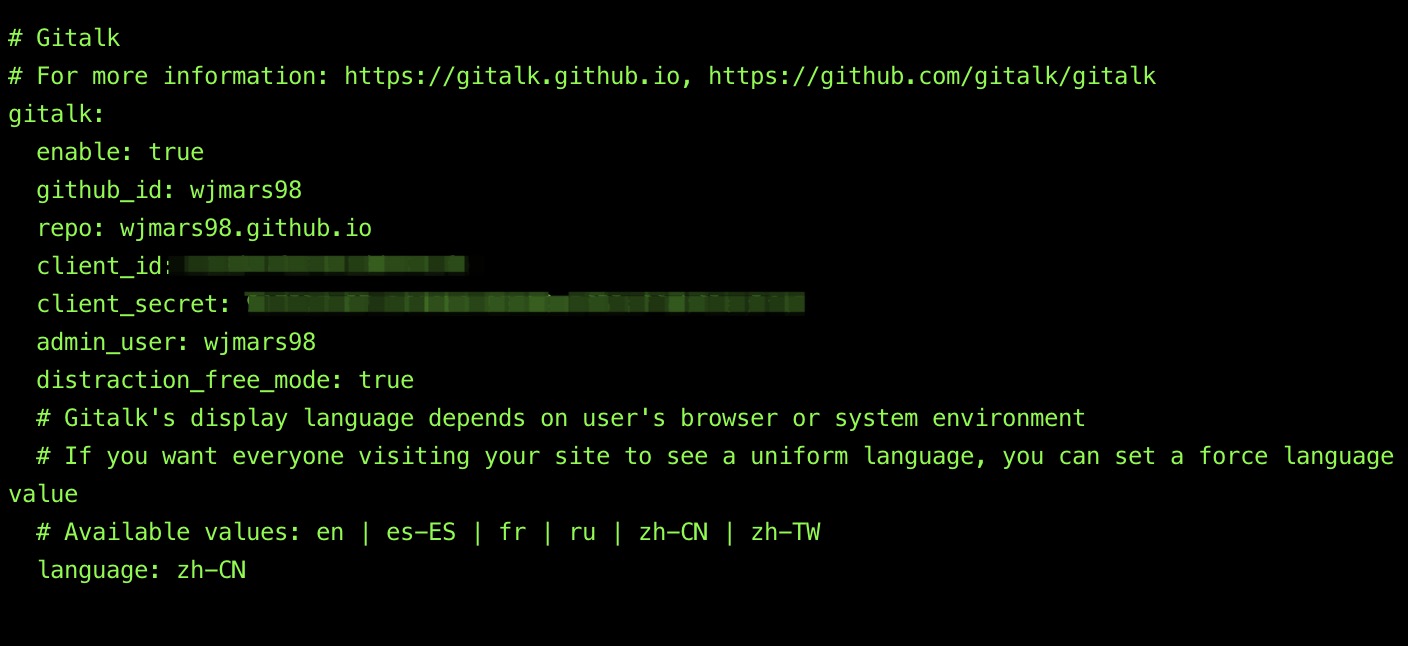 # Gitalk
# For more information: https://gitalk.github.io, https://github.com/gitalk/gitalk
gitalk:
  enable: true
  github_id: wjmars98
  repo: wjmars98.github.io
  client_id:
  client_secret:
  admin_user: wjmars98
  distraction_free_mode: true
  # Gitalk's display language depends on user's browser or system environment
  # If you want everyone visiting your site to see a uniform language, you can set a force language
value
  # Available values: en | es-ES | fr | ru | zh-CN | zh-TW
  language: zh-CN